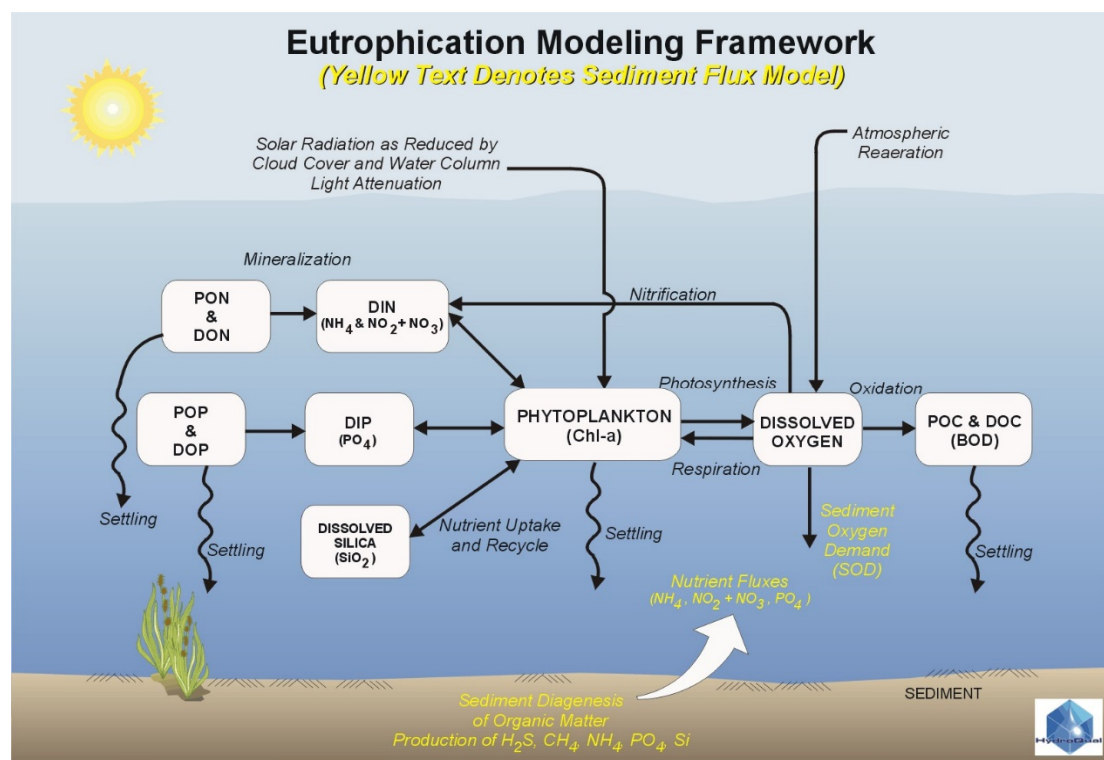 Eutrophication Modeling Framework
(Yellow Text Denotes Sediment Flux Model)
Solar Radiation as Reduced by
Cloud Cover and Water Column
Light Attenuation
Atmospheric
Reaeration
Mineralization
PON
&
DON
DIN
(NH4 & NO2 + NO3)
Nitrification
POP
&
DOP
DIP
(PO4)
PHYTOPLANKTON
(Chl-a)
Photosynthesis
Respiration
DISSOLVED
OXYGEN
Oxidation
POC & DOC
(BOD)
Settling
Settling
DISSOLVED
SILICA
(SiO2)
Nutrient Uptake
and Recycle
Settling
Sediment
Oxygen
Demand
(SOD)
Settling
Nutrient Fluxes
(NH4, NO2 + NO3, PO4)
SEDIMENT
Sediment Diagenesis
of Organic Matter
Production of H2S, CH4, NH4, PO4, Si
HydroQual